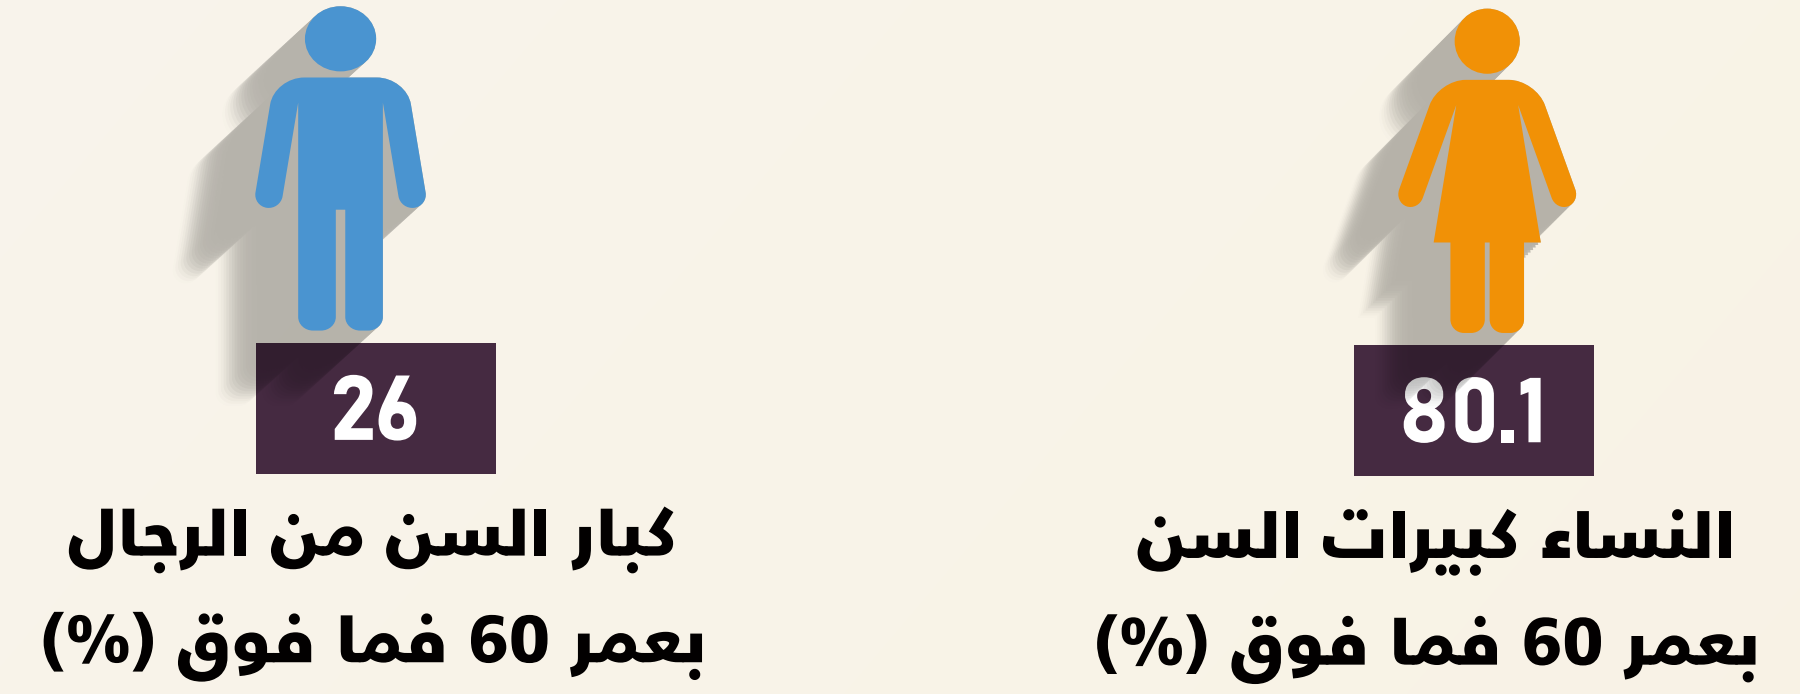 80.1
النساء كبيرات السن
بعمر 60 فما فوق (%)
26
كبار السن من الرجال
بعمر 60 فما فوق (%)